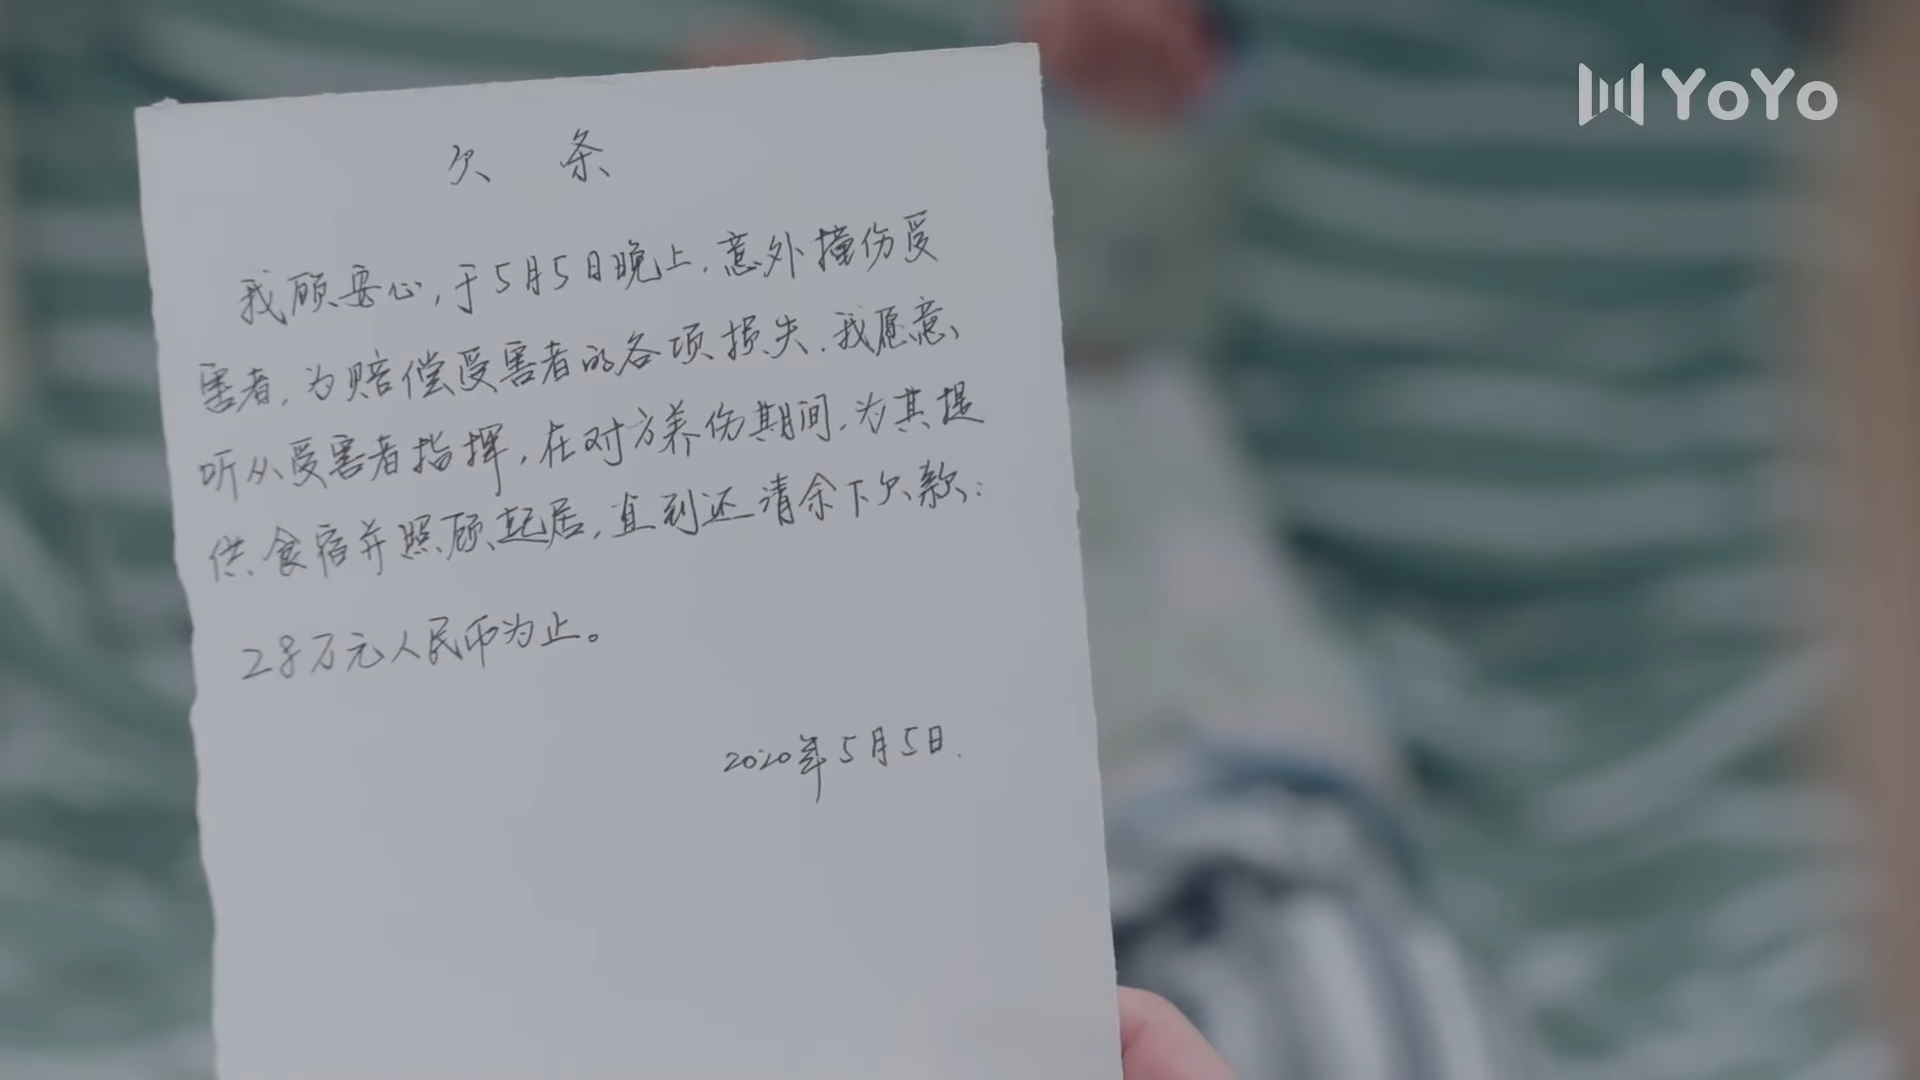 YoYo
欠 条
我顾安心,于5月5日晚上,意外撞伤受
害者,为赔偿受害者的各项损失,我愿意、
听从受害者指挥,在对方养伤期间,为其提
供食宿并照顾起居,直到还清余下欠款:
28万元人民币为止。
2020年5月5日.